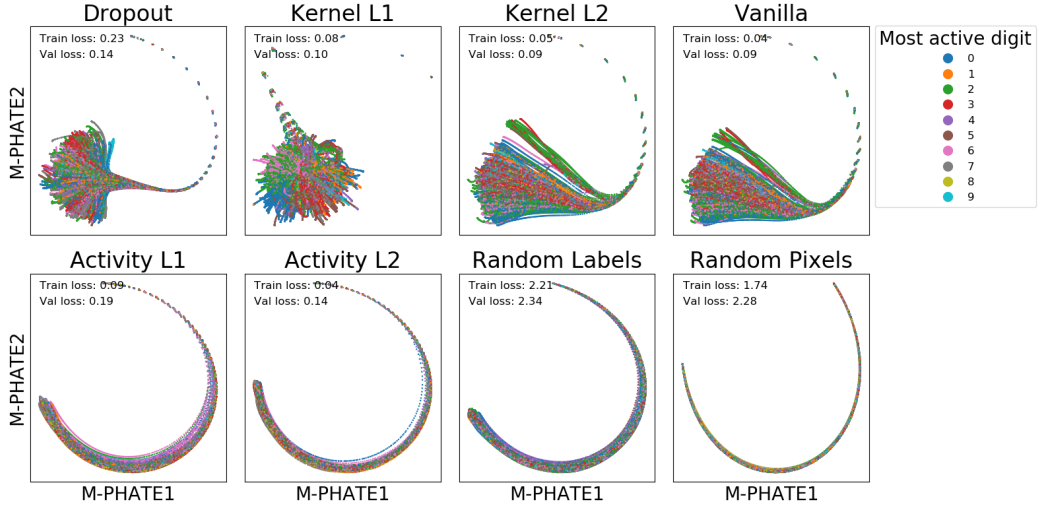 Dropout
Kernel L1
Kernel L2
Vanilla
Train loss: 0.23
Val loss: 0.14
Train loss: 0.08
Val loss: 0.10
Train loss: 0.05
Val loss: 0.09
Train loss: 0.04
Val loss: 0.09
M-PHATE2
Most active digit
0
1
2
3
4
5
6
7
8
9
Activity L1
Activity L2
Random Labels
Random Pixels
Train loss: 0.09
Val loss: 0.19
Train loss: 0.04
Val loss: 0.14
Train loss: 2.21
Val loss: 2.34
Train loss: 1.74
Val loss: 2.28
M-PHATE2
M-PHATE1
M-PHATE1
M-PHATE1
M-PHATE1